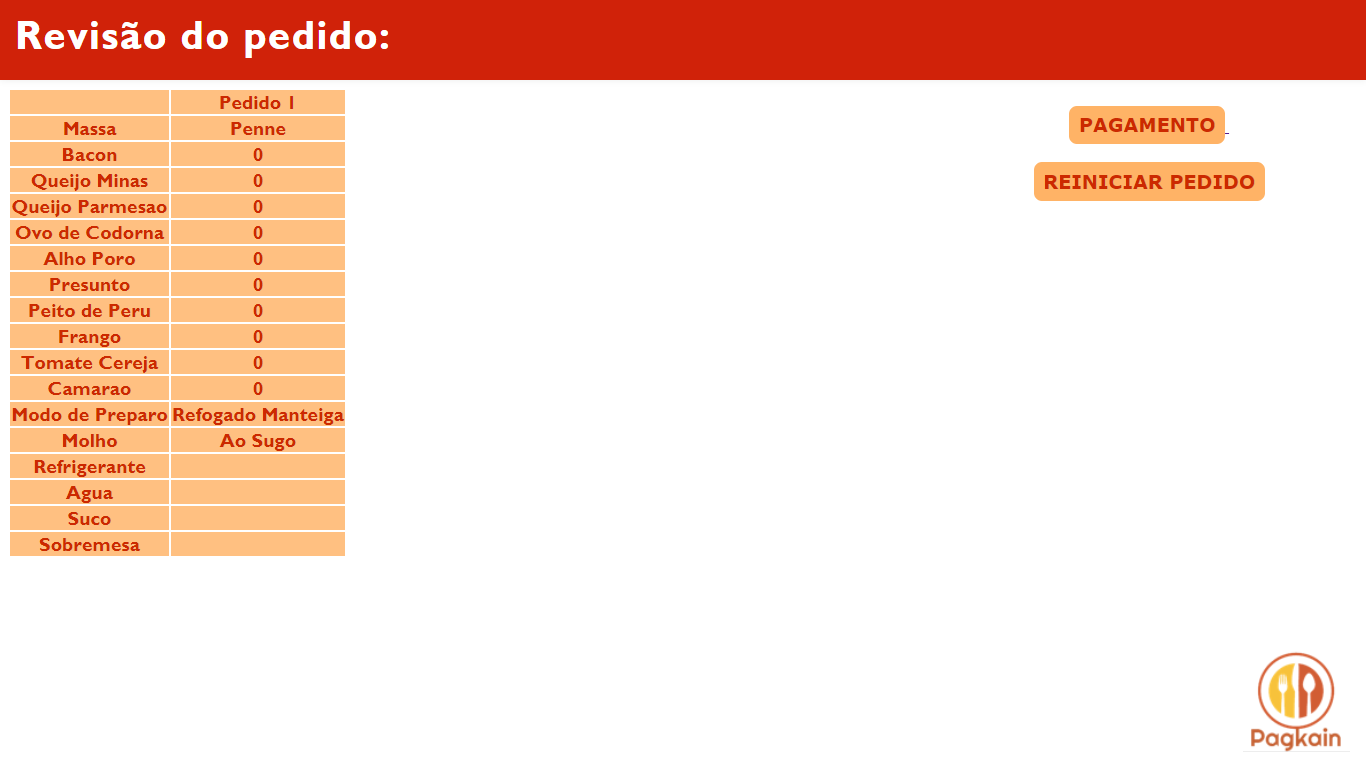 Revisão do pedido:
Pedido 1
Massa Penne
Bacon 0
Queijo Minas 0
Queijo Parmesao 0
Ovo de Codorna 0
Alho Poro 0
Presunto 0
Peito de Peru 0
Frango 0
Tomate Cereja 0
Camarao 0
Modo de Preparo Refogado Manteiga
Molho Ao Sugo
Refrigerante
Agua
Suco
Sobremesa
PAGAMENTO
REINICIAR PEDIDO
Pagkain